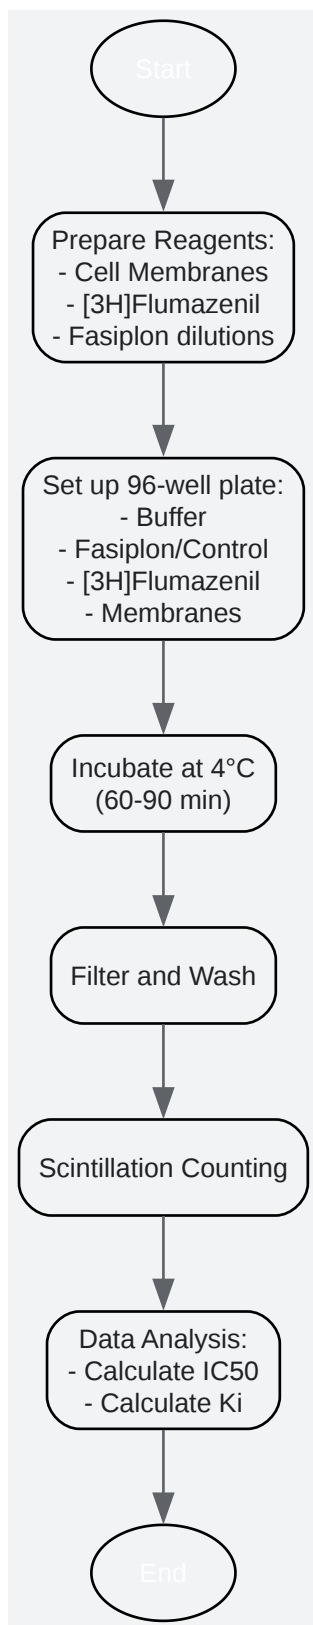 Start
Prepare Reagents:
- Cell Membranes
- [3H]Flumazenil
- Fasiplon dilutions
Set up 96-well plate:
- Buffer
- Fasiplon/Control
- [3H]Flumazenil
- Membranes
Incubate at 4°C
(60-90 min)
Filter and Wash
Scintillation Counting
Data Analysis:
- Calculate IC50
- Calculate Ki
End